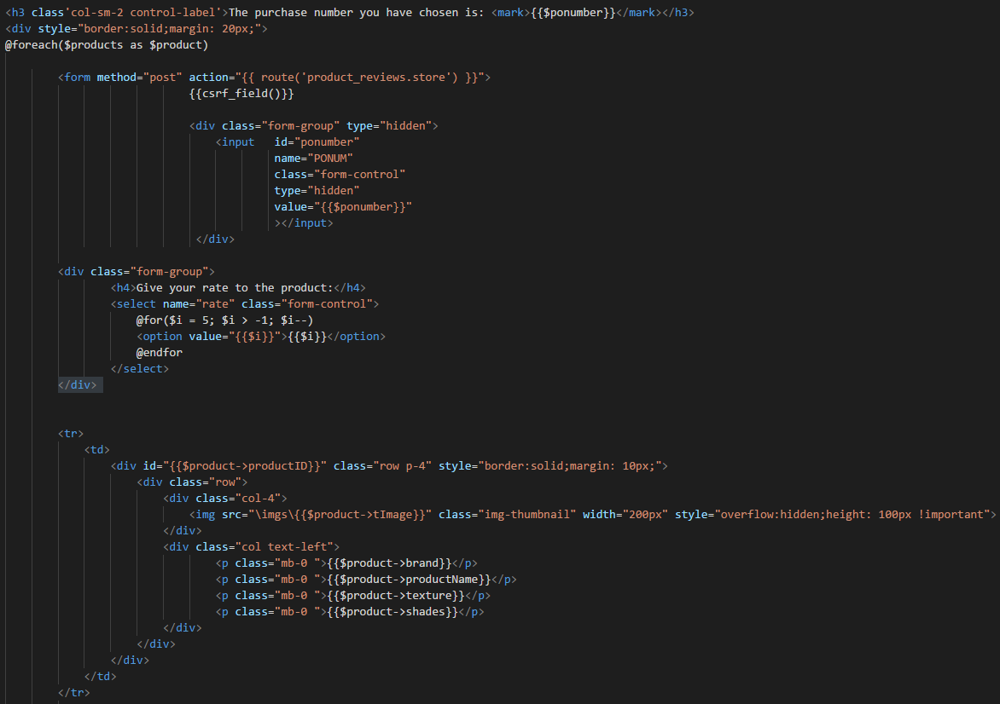 <h3 class'col-sm-2 control-label'>The purchase number you have chosen is: <mark>{{$ponumber}}</mark></h3>
<div style="border:solid;margin: 20px;">
@foreach($products as $product)
<form method="post" action="{{ route('product_reviews.store') }}">
{{csrf_field()}}
<div class="form-group" type="hidden">
<input   id="ponumber"
name="PONUM"
class="form-control"
type="hidden"
value="{{$ponumber}}"
></input>
</div>
<div class="form-group">
<h4>Give your rate to the product:</h4>
<select name="rate" class="form-control">
@for($i = 5; $i > -1; $i--)
<option value="{{$i}}">{{$i}}</option>
@endfor
</select>
</div>
<tr>
<td>
<div id="{{$product->productID}}" class="row p-4" style="border:solid;margin: 10px;">
<div class="row">
<div class="col-4">
<img src="\imgs\{{$product->tImage}}" class="img-thumbnail" width="200px" style="overflow:hidden;height: 100px !important">
</div>
<div class="col text-left">
<p class="mb-0 ">{{$product->brand}}</p>
<p class="mb-0 ">{{$product->productName}}</p>
<p class="mb-0 ">{{$product->texture}}</p>
<p class="mb-0 ">{{$product->shades}}</p>
</div>
</div>
</div>
</td>
</tr>